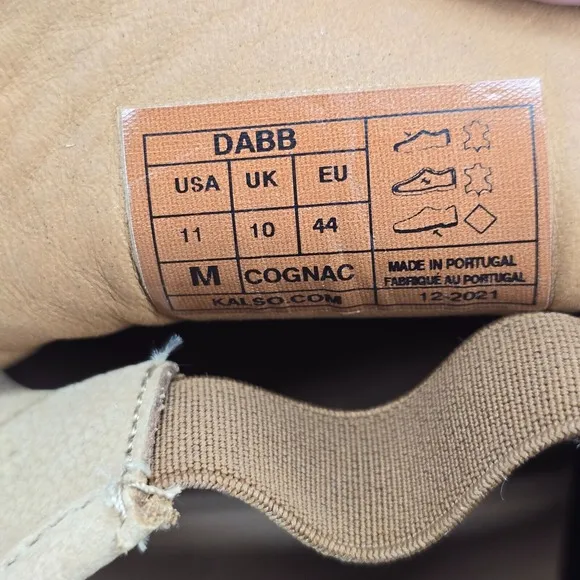 DABB
USA UK EU
11 10 44
M COGNAC
KALSO.COM
MADE IN PORTUGAL
FABRIQUÉ AU PORTUGAL
12-2021